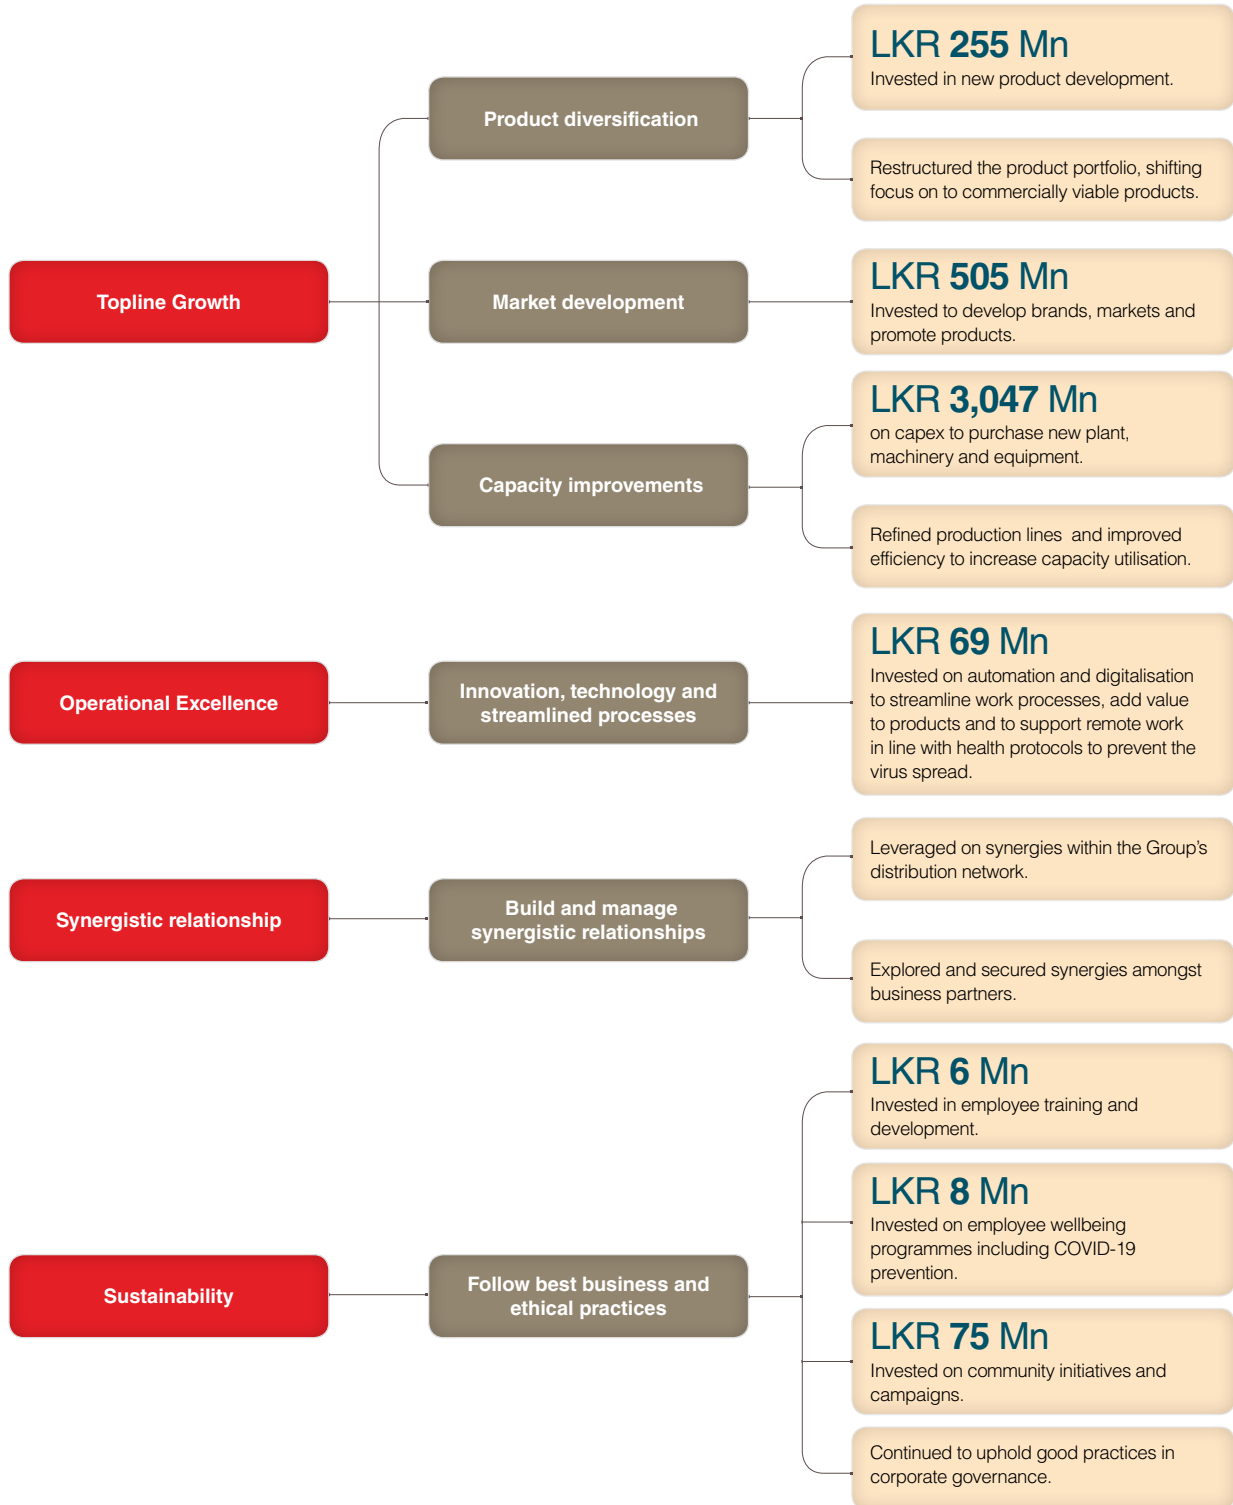 LKR 255 Mn
Invested in new product development.
Product diversification
Restructured the product portfolio, shifting
focus on to commercially viable products.
Topline Growth
Market development
LKR 505 Mn
Invested to develop brands, markets and
promote products.
LKR 3,047 Mn
on capex to purchase new plant,
machinery and equipment.
Capacity improvements
Refined production lines and improved
efficiency to increase capacity utilisation.
Operational Excellence
Innovation, technology and
streamlined processes
LKR 69 Mn
Invested on automation and digitalisation
to streamline work processes, add value
to products and to support remote work
in line with health protocols to prevent the
virus spread.
Synergistic relationship
Build and manage
synergistic relationships
Leveraged on synergies within the Group's
distribution network.
Explored and secured synergies amongst
business partners.
Sustainability
Follow best business and
ethical practices
LKR 6 Mn
Invested in employee training and
development.
LKR 8 Mn
Invested on employee wellbeing
programmes including COVID-19
prevention.
LKR 75 Mn
Invested on community initiatives and
campaigns.
Continued to uphold good practices in
corporate governance.